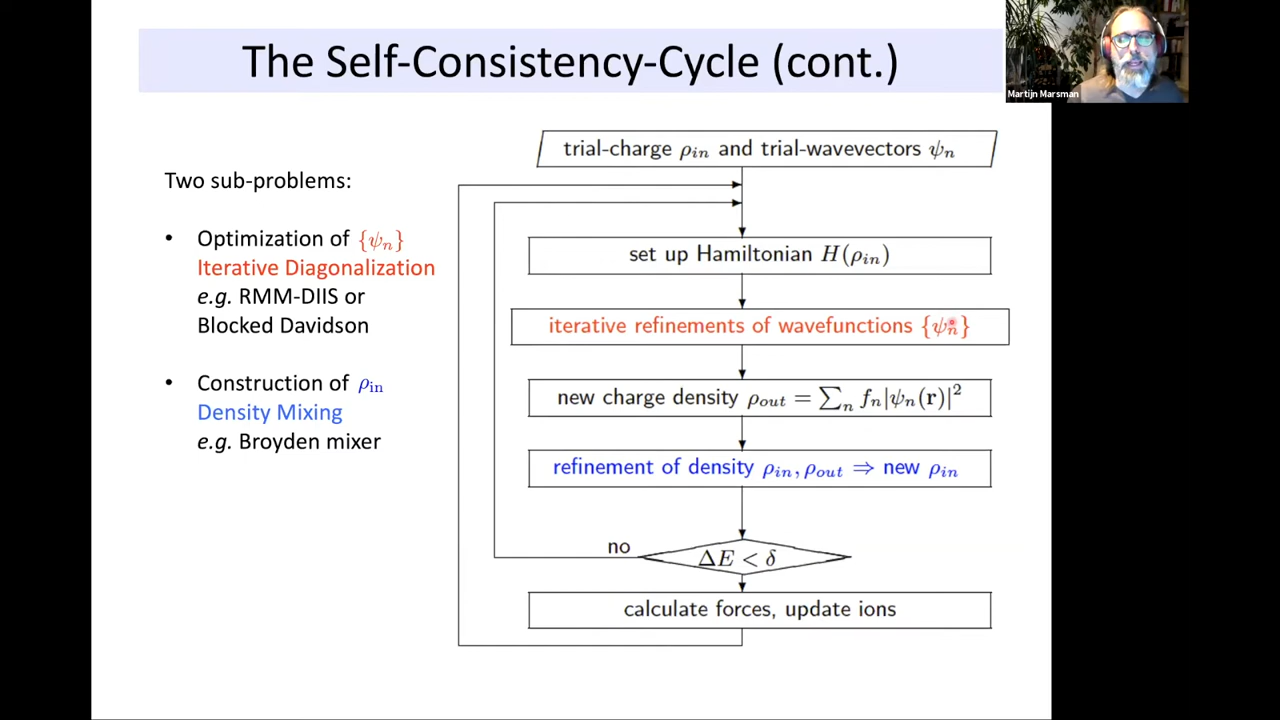 The Self-Consistency-Cycle (cont.)
Martijn Marsman
Two sub-problems:
• Optimization of {ψₙ}
Iterative Diagonalization
e.g. RMM-DIIS or
Blocked Davidson
• Construction of ρᵢₙ
Density Mixing
e.g. Broyden mixer
trial-charge ρᵢₙ and trial-wavevectors ψₙ
set up Hamiltonian H(ρᵢₙ)
iterative refinements of wavefunctions {ψₙ}
new charge density ρₒᵤₜ = ∑ₙ fₙ|ψₙ(r)|²
refinement of density ρᵢₙ, ρₒᵤₜ ⇒ new ρᵢₙ
no
ΔE < δ
calculate forces, update ions